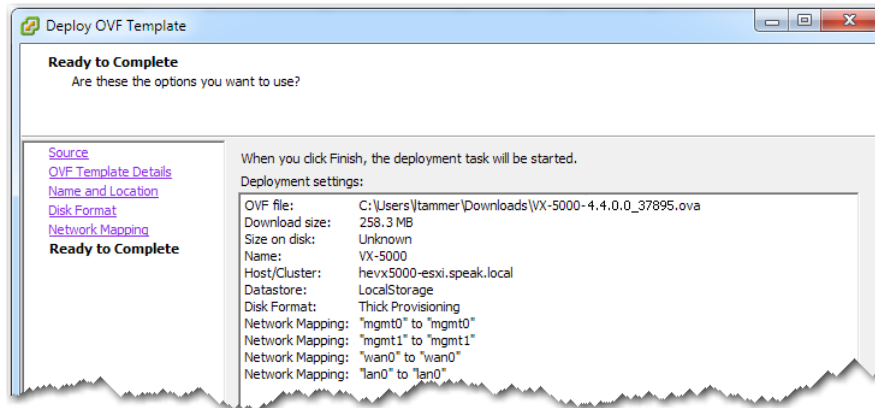 Deploy OVF Template
Ready to Complete
Are these the options you want to use?
Source
OVF Template Details
Name and Location
Disk Format
Network Mapping
Ready to Complete
When you click Finish, the deployment task will be started.
Deployment settings:
OVF file: C:\Users\ltammer\Downloads\VX-5000-4.4.0.0_37895.ova
Download size: 258.3 MB
Size on disk: Unknown
Name: VX-5000
Host/Cluster: hevx5000-esxi.speak.local
Datastore: LocalStorage
Disk Format: Thick Provisioning
Network Mapping: "mgmt0" to "mgmt0"
Network Mapping: "mgmt1" to "mgmt1"
Network Mapping: "wan0" to "wan0"
Network Mapping: "lan0" to "lan0"